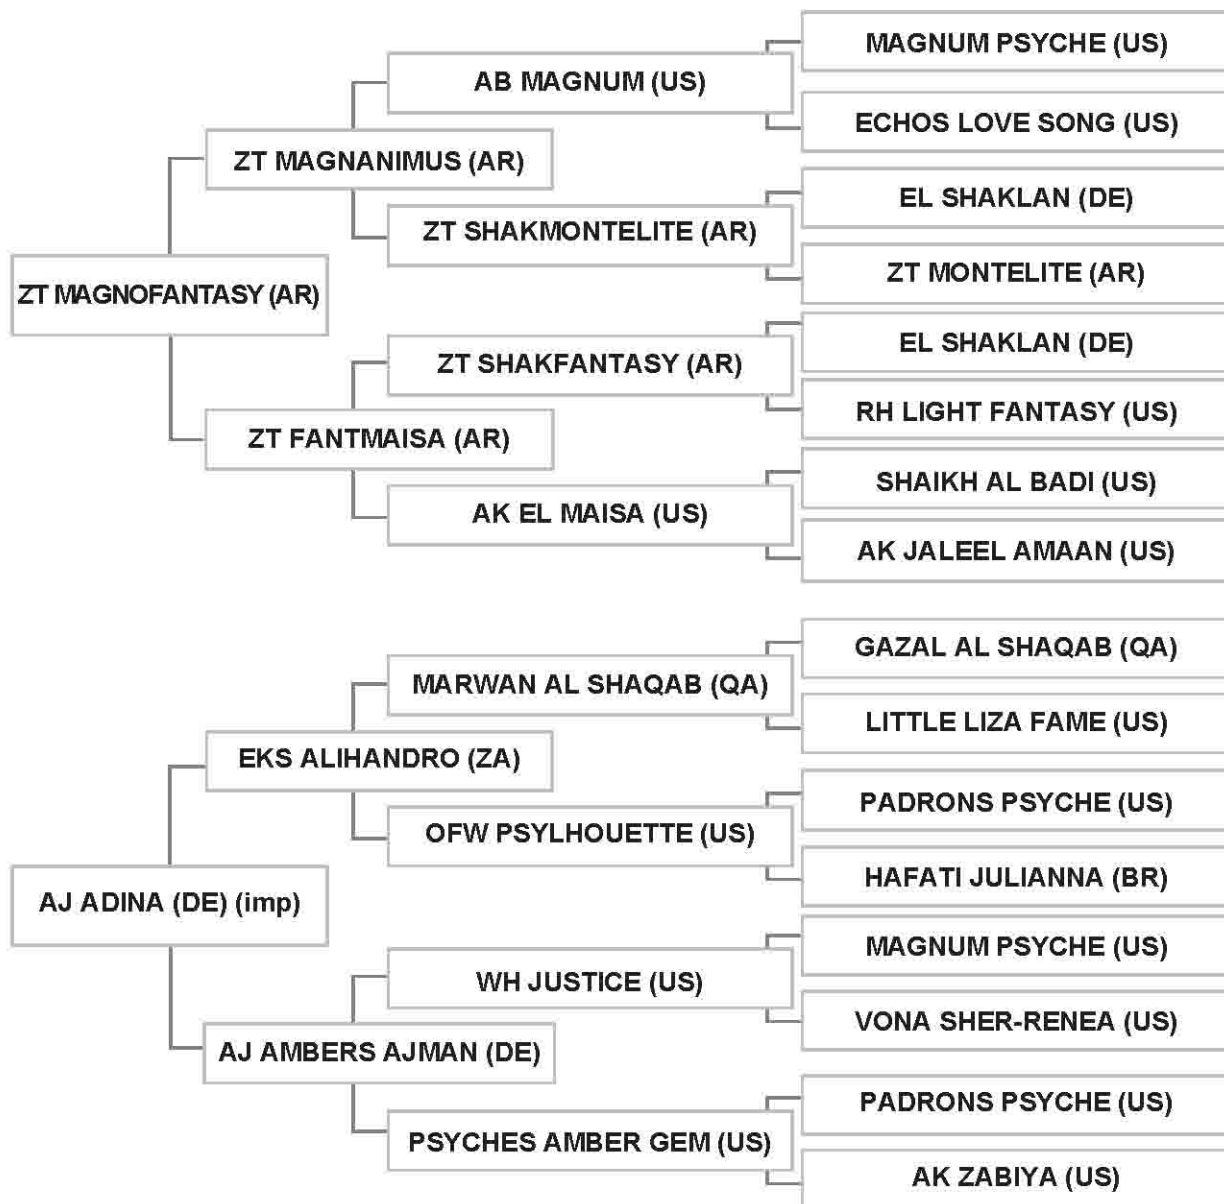 MAGNUM PSYCHE (US)
AB MAGNUM (US)
ECHOS LOVE SONG (US)
ZT MAGNANIMUS (AR)
EL SHAKLAN (DE)
ZT SHAKMONTELITE (AR)
ZT MONTELITE (AR)
ZT MAGNOFANTASY (AR)
EL SHAKLAN (DE)
ZT SHAKFANTASY (AR)
RH LIGHT FANTASY (US)
ZT FANTMAISA (AR)
SHAIKH AL BADI (US)
AK EL MAISA (US)
AK JALEEL AMAAN (US)
GAZAL AL SHAQAB (QA)
MARWAN AL SHAQAB (QA)
LITTLE LIZA FAME (US)
EKS ALIHANDRO (ZA)
PADRONS PSYCHE (US)
OFW PSYLHOUETTE (US)
HAFATI JULIANNA (BR)
AJ ADINA (DE) (imp)
MAGNUM PSYCHE (US)
WH JUSTICE (US)
VONA SHER-RENEA (US)
AJ AMBERS AJMAN (DE)
PADRONS PSYCHE (US)
PSYCHES AMBER GEM (US)
AK ZABIYA (US)